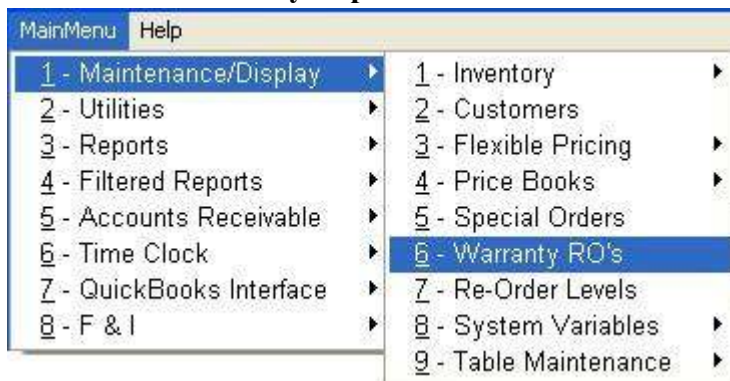 MainMenu Help
1 - Maintenance/Display
2 - Utilities
3 - Reports
4 - Filtered Reports
5 - Accounts Receivable
6 - Time Clock
7 - QuickBooks Interface
8 - F & I
1 - Inventory
2 - Customers
3 - Flexible Pricing
4 - Price Books
5 - Special Orders
6 - Warranty RO's
7 - Re-Order Levels
8 - System Variables
9 - Table Maintenance